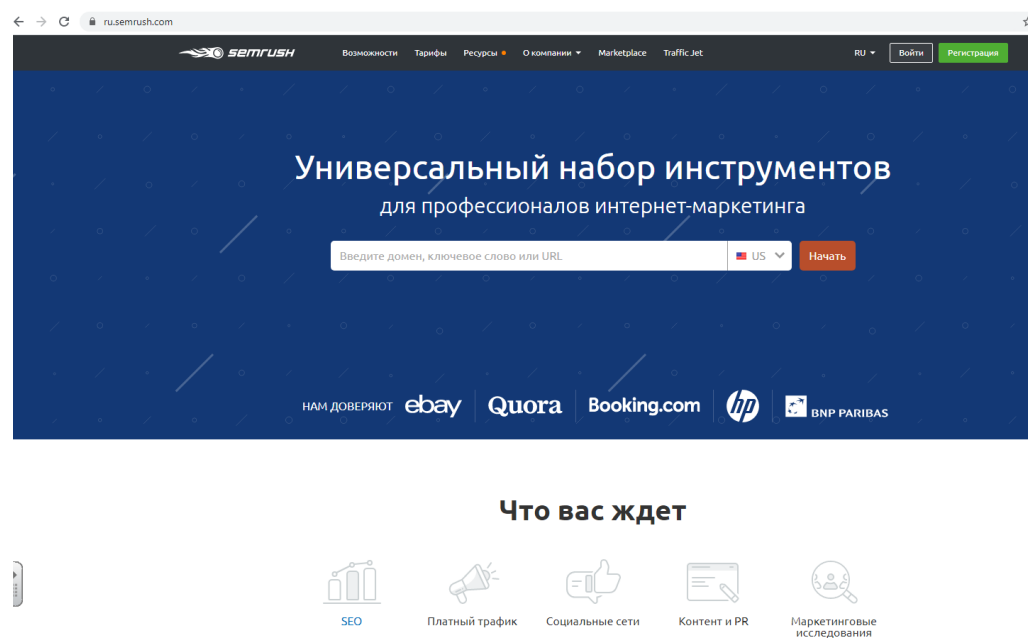 ru.semrush.com
semrush Возможности Тарифы Ресурсы О компании Marketplace Traffic Jet RU Войти Регистрация
Универсальный набор инструментов
для профессионалов интернет-маркетинга
Введите домен, ключевое слово или URL US Начать
НАМ ДОВЕРЯЮТ ebay Quora Booking.com hp BNP PARIBAS
Что вас ждет
SEO Платный трафик Социальные сети Контент и PR Маркетинговые
исследования